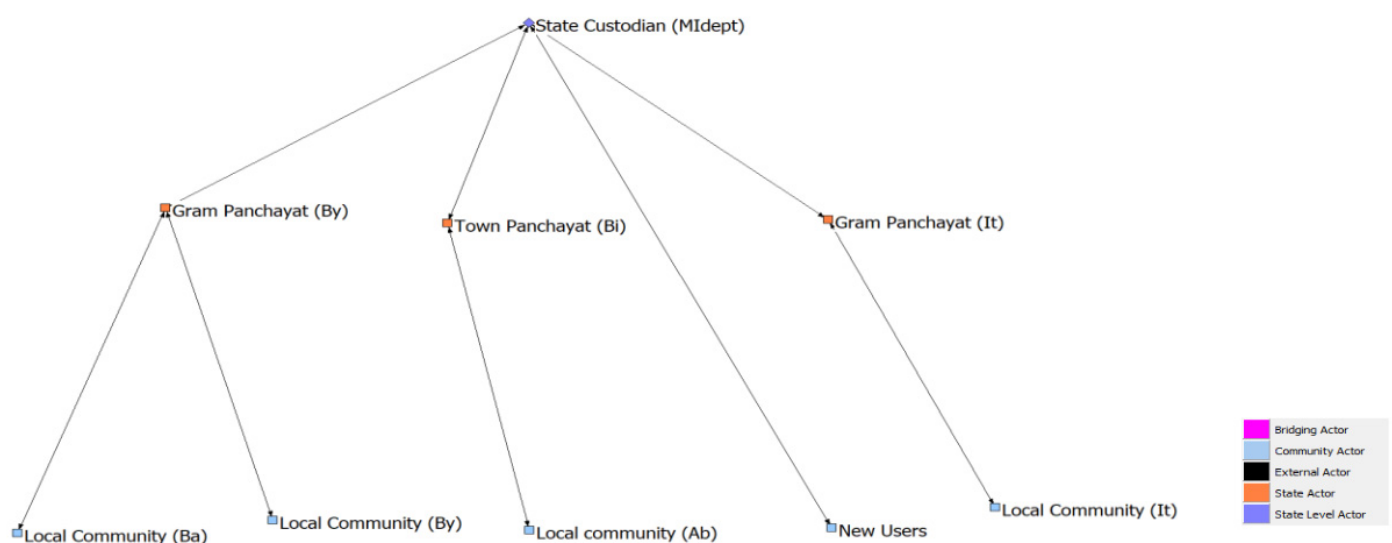 State Custodian (MIdept)
Gram Panchayat (By)
Town Panchayat (Bi)
Gram Panchayat (It)
Local Community (Ba)
Local Community (By)
Local community (Ab)
New Users
Local Community (It)
Bridging Actor
Community Actor
External Actor
State Actor
State Level Actor